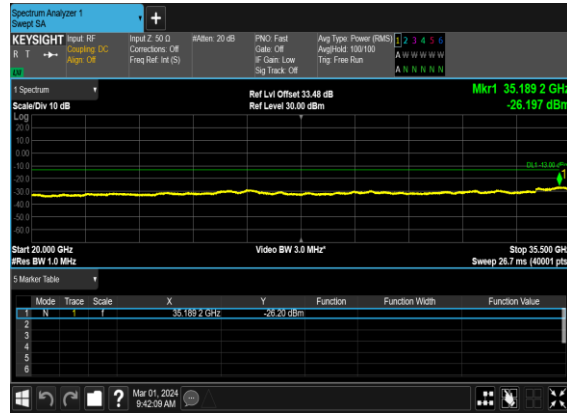 Spectrum Analyzer 1
Swept SA
+
KEYSIGHT Input: RF Input Z: 50 Ω #Atten: 20 dB PNO: Fast Avg Type: Power (RMS) 1 2 3 4 5 6
R T Coupling: DC Corrections: Off Gate: Off Avg|Hold: 100/100 A W W W W W
Align: Off Freq Ref: Int (S) IF Gain: Low Trig: Free Run
Sig Track: Off A N N N N N
1 Spectrum Ref Lvl Offset 33.48 dB Mkr1 35.189 2 GHz
Scale/Div 10 dB Ref Level 30.00 dBm -26.197 dBm
Log
20.0
10.0
0.00
-10.0
-20.0
-30.0
-40.0
-50.0
-60.0
1
Start 20.000 GHz Video BW 3.0 MHz* Stop 35.500 GHz
#Res BW 1.0 MHz Sweep 26.7 ms (40001 pts
5 Marker Table
Mode Trace Scale X Y Function Function Width Function Value
1 N 1 f 35.189 2 GHz -26.20 dBm
2
3
4
5
6
? Mar 01, 2024
9:42:09 AM